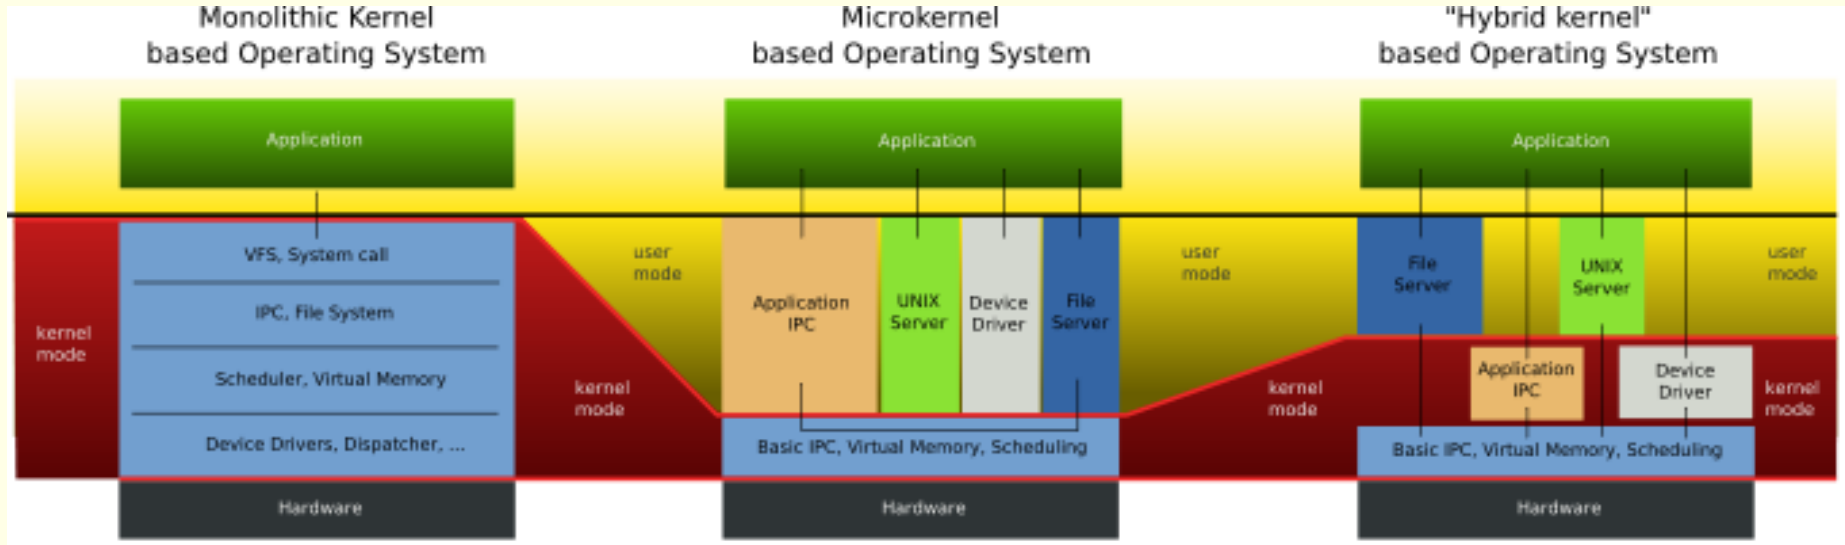 Monolithic Kernel
based Operating System
Application
kernel
mode
VFS, System call
IPC, File System
Scheduler, Virtual Memory
Device Drivers, Dispatcher, ...
Hardware
user
mode
kernel
mode
Microkernel
based Operating System
Application
Application
IPC
UNIX
Server
Device
Driver
File
Server
Basic IPC, Virtual Memory, Scheduling
Hardware
user
mode
kernel
mode
"Hybrid kernel"
based Operating System
Application
File
Server
UNIX
Server
user
mode
Application
IPC
Device
Driver
kernel
mode
Basic IPC, Virtual Memory, Scheduling
Hardware